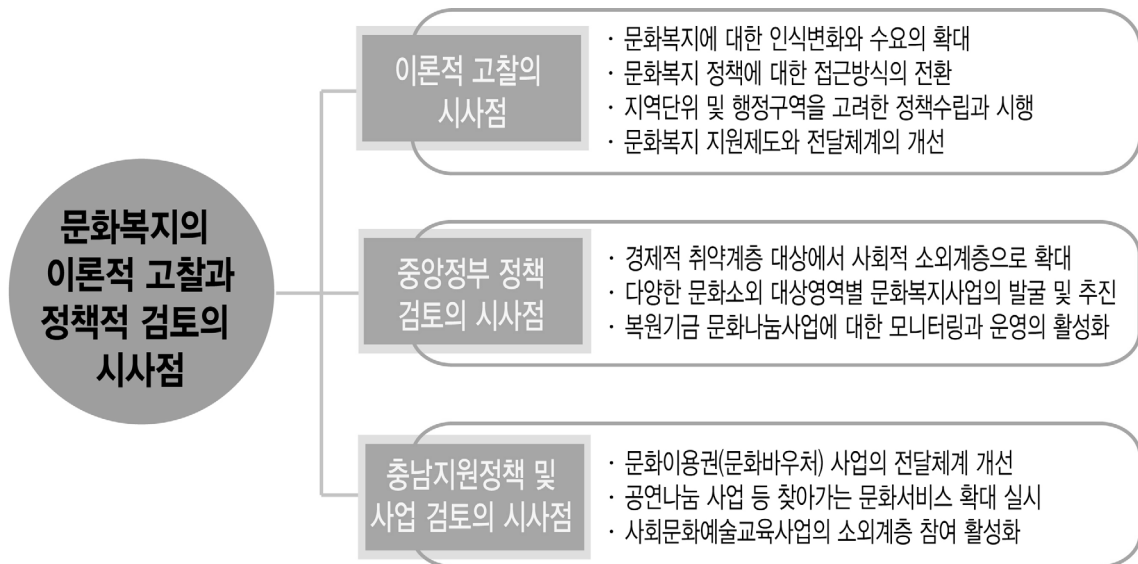 문화복지의
이론적 고찰과
정책적 검토의
시사점
이론적 고찰의
시사점
· 문화복지에 대한 인식변화와 수요의 확대
· 문화복지 정책에 대한 접근방식의 전환
· 지역단위 및 행정구역을 고려한 정책수립과 시행
· 문화복지 지원제도와 전달체계의 개선
중앙정부 정책
검토의 시사점
· 경제적 취약계층 대상에서 사회적 소외계층으로 확대
· 다양한 문화소외 대상영역별 문화복지사업의 발굴 및 추진
· 복원기금 문화나눔사업에 대한 모니터링과 운영의 활성화
충남지원정책 및
사업 검토의 시사점
· 문화이용권(문화바우처) 사업의 전달체계 개선
· 공연나눔 사업 등 찾아가는 문화서비스 확대 실시
· 사회문화예술교육사업의 소외계층 참여 활성화